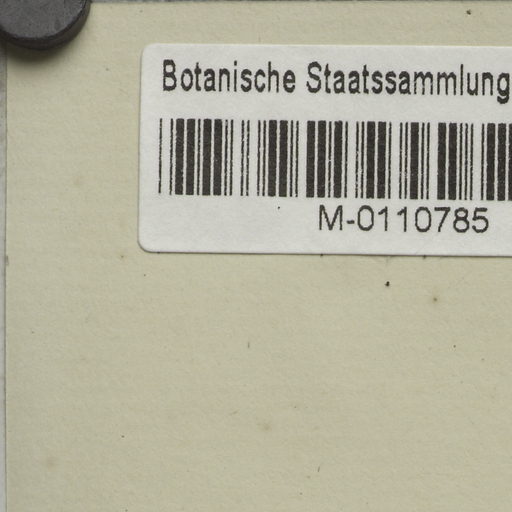 Botanische Staatssammlung
M-0110785